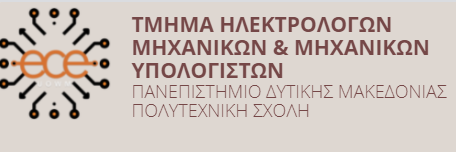 ece
ΤΜΗΜΑ ΗΛΕΚΤΡΟΛΟΓΩΝ
ΜΗΧΑΝΙΚΩΝ & ΜΗΧΑΝΙΚΩΝ
ΥΠΟΛΟΓΙΣΤΩΝ
ΠΑΝΕΠΙΣΤΗΜΙΟ ΔΥΤΙΚΗΣ ΜΑΚΕΔΟΝΙΑΣ
ΠΟΛΥΤΕΧΝΙΚΗ ΣΧΟΛΗ